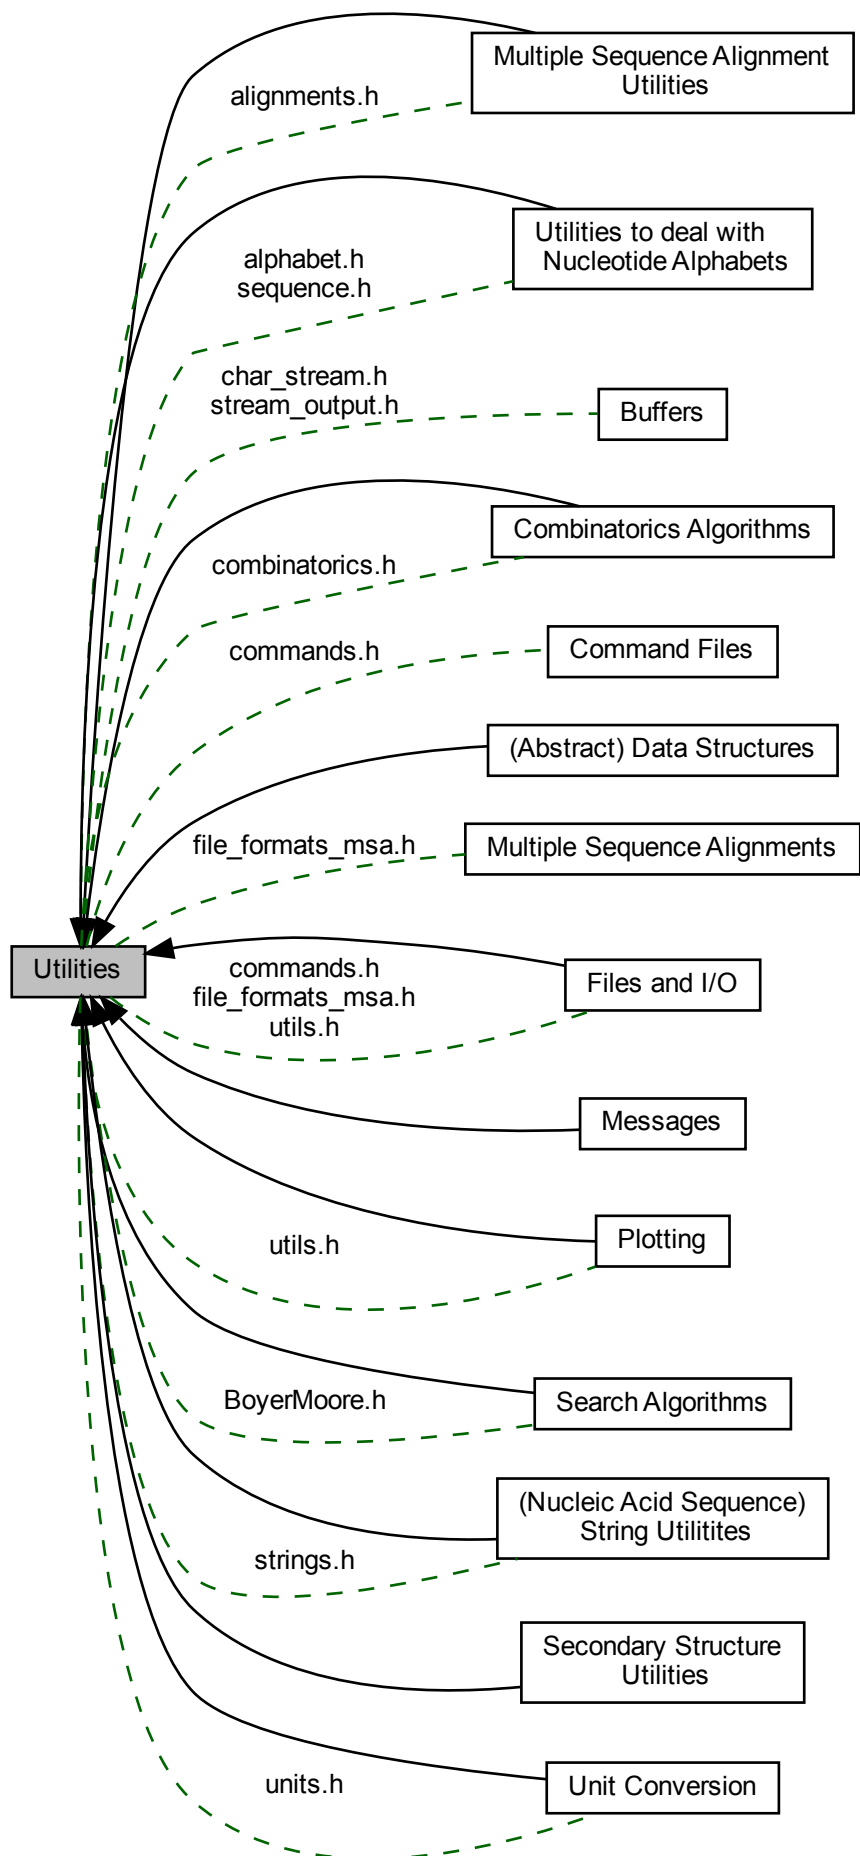 Multiple Sequence Alignment
Utilities
alignments.h
Utilities to deal with
Nucleotide Alphabets
alphabet.h
sequence.h
char_stream.h
stream_output.h
Buffers
Combinatorics Algorithms
combinatorics.h
commands.h
Command Files
(Abstract) Data Structures
file_formats_msa.h
Multiple Sequence Alignments
Utilities
commands.h
file_formats_msa.h
utils.h
Files and I/O
Messages
Plotting
utils.h
BoyerMoore.h
Search Algorithms
(Nucleic Acid Sequence)
String Utilitites
strings.h
Secondary Structure
Utilities
units.h
Unit Conversion